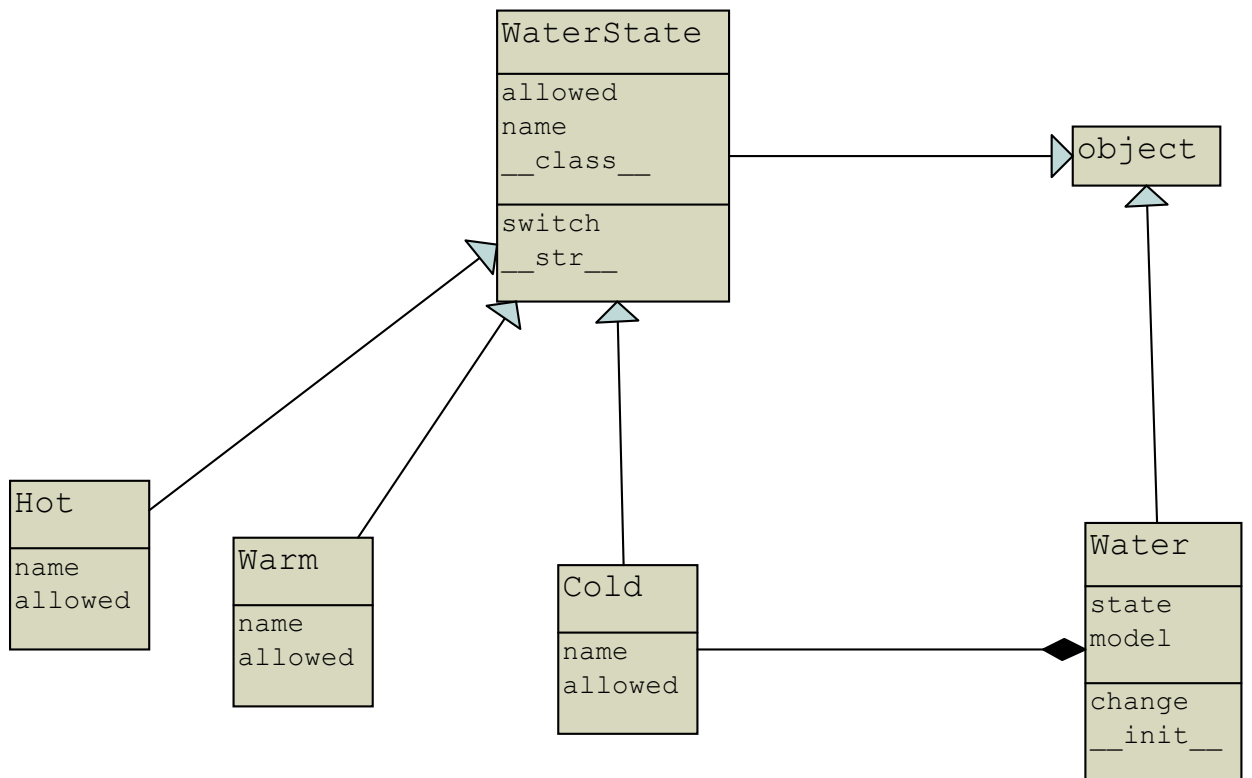 WaterState
allowed
name
__class__
switch
__str__
object
Hot
name
allowed
Warm
name
allowed
Cold
name
allowed
Water
state
model
change
__init__